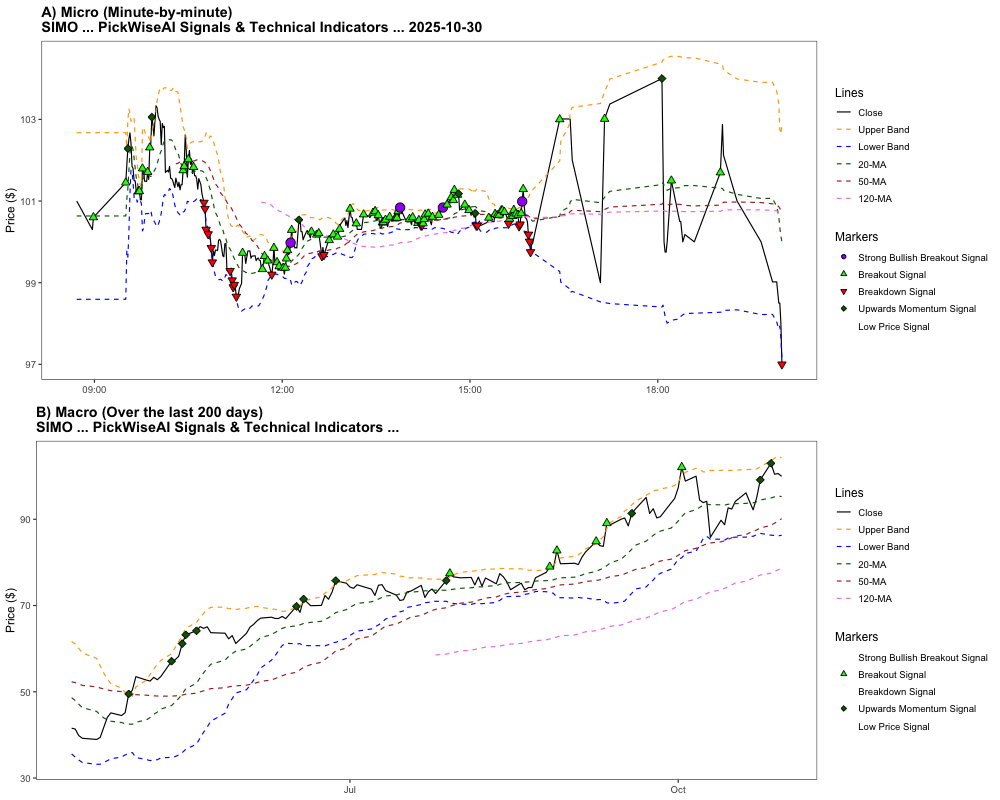 A) Micro (Minute-by-minute)
SIMO ... PickWiseAI Signals & Technical Indicators ... 2025-10-30
Price ($)
103
101
99
97
09:00
12:00
15:00
18:00
Lines
Close
Upper Band
Lower Band
20-MA
50-MA
120-MA
Markers
Strong Bullish Breakout Signal
Breakout Signal
Breakdown Signal
Upwards Momentum Signal
Low Price Signal
B) Macro (Over the last 200 days)
SIMO ... PickWiseAI Signals & Technical Indicators ...
Price ($)
90
70
50
30
Jul
Oct
Lines
Close
Upper Band
Lower Band
20-MA
50-MA
120-MA
Markers
Strong Bullish Breakout Signal
Breakout Signal
Breakdown Signal
Upwards Momentum Signal
Low Price Signal